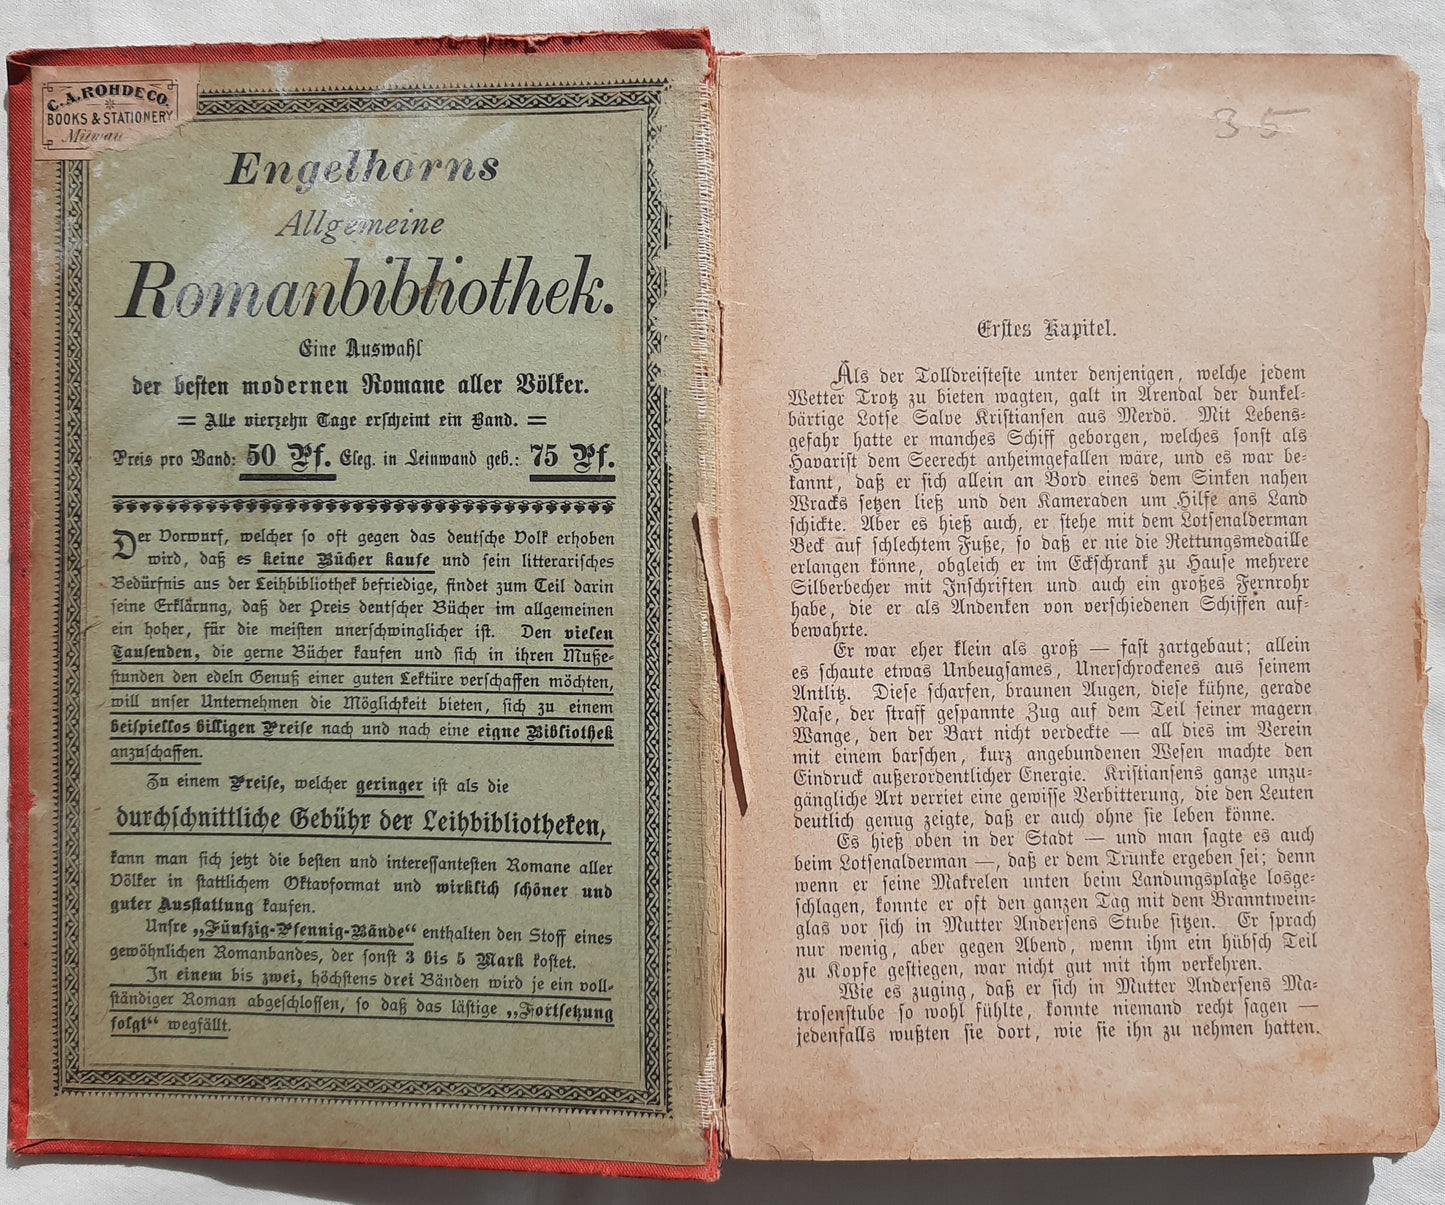 C. A. ROHDE CO.
BOOKS & STATIONERY
Engelhorns
Allgemeine
Romanbibliothek.
Eine Auswahl
der besten modernen Romane aller Völker.
= Alle vierzehn Tage erscheint ein Band. =
Preis pro Band: 50 Pf. Eleg. in Leinwand geb.: 75 Pf.
Der Vorwurf, welcher so oft gegen das deutsche Volk erhoben
wird, daß es keine Bücher kaufe und sein litterarisches
Bedürfnis aus der Leihbibliothek befriedige, findet zum Teil darin
seine Erklärung, daß der Preis deutscher Bücher im allgemeinen
ein hoher, für die meisten unerschwinglicher ist. Den vielen
Tausenden, die gerne Bücher kaufen und sich in ihren Muße-
stunden den edeln Genuß einer guten Lektüre verschaffen möchten,
will unser Unternehmen die Möglichkeit bieten, sich zu einem
beispiellos billigen Preise nach und nach eine eigne Bibliothek
anzuschaffen.
Zu einem Preise, welcher geringer ist als die
durchschnittliche Gebühr der Leihbibliotheken,
kann man sich jetzt die besten und interessantesten Romane aller
Völker in stattlichem Oktavformat und wirklich schöner und
guter Ausstattung kaufen.
Unsre „Fünfzig-Pfennig-Bände“ enthalten den Stoff eines
gewöhnlichen Romanbandes, der sonst 3 bis 5 Mark kostet.
In einem bis zwei, höchstens drei Bänden wird je ein voll-
ständiger Roman abgeschlossen, so daß das lästige „Fortsetzung
folgt“ wegfällt.
35
Erstes Kapitel.
Als der Tolldreisteste unter denjenigen, welche jedem
Wetter Trotz zu bieten wagten, galt in Arendal der dunkel-
bärtige Lotse Salve Kristiansen aus Merdö. Mit Lebens-
gefahr hatte er manches Schiff geborgen, welches sonst als
Havarist dem Seerecht anheimgefallen wäre, und es war be-
kannt, daß er sich allein an Bord eines dem Sinken nahen
Wracks setzen ließ und den Kameraden um Hilfe ans Land
schickte. Aber es hieß auch, er stehe mit dem Lotsenalderman
Beck auf schlechtem Fuße, so daß er nie die Rettungsmedaille
erlangen könne, obgleich er im Eckschrank zu Hause mehrere
Silberbecher mit Inschriften und auch ein großes Fernrohr
habe, die er als Andenken von verschiedenen Schiffen auf-
bewahrte.
Er war eher klein als groß — fast zartgebaut; allein
es schaute etwas Unbeugsames, Unerschrockenes aus seinem
Antlitz. Diese scharfen, braunen Augen, diese kühne, gerade
Nase, der straff gespannte Zug auf dem Teil seiner magern
Wange, den der Bart nicht verdeckte — all dies im Verein
mit einem barschen, kurz angebundenen Wesen machte den
Eindruck außerordentlicher Energie. Kristiansens ganze unzu-
gängliche Art verriet eine gewisse Verbitterung, die den Leuten
deutlich genug zeigte, daß er auch ohne sie leben könne.
Es hieß oben in der Stadt — und man sagte es auch
beim Lotsenalderman —, daß er dem Trunke ergeben sei; denn
wenn er seine Makrelen unten beim Landungsplatze losge-
schlagen, konnte er oft den ganzen Tag mit dem Branntwein-
glas vor sich in Mutter Andersens Stube sitzen. Er sprach
nur wenig, aber gegen Abend, wenn ihm ein hübsch Teil
zu Kopfe gestiegen, war nicht gut mit ihm verkehren.
Wie es zuging, daß er sich in Mutter Andersens Ma-
trosenstube so wohl fühlte, konnte niemand recht sagen —
jedenfalls wußten sie dort, wie sie ihn zu nehmen hatten.